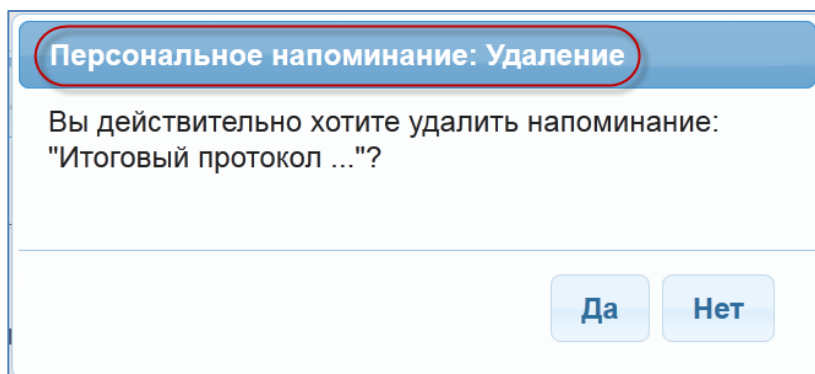 Персональное напоминание: Удаление
Вы действительно хотите удалить напоминание:
"Итоговый протокол ..."?
Да Нет